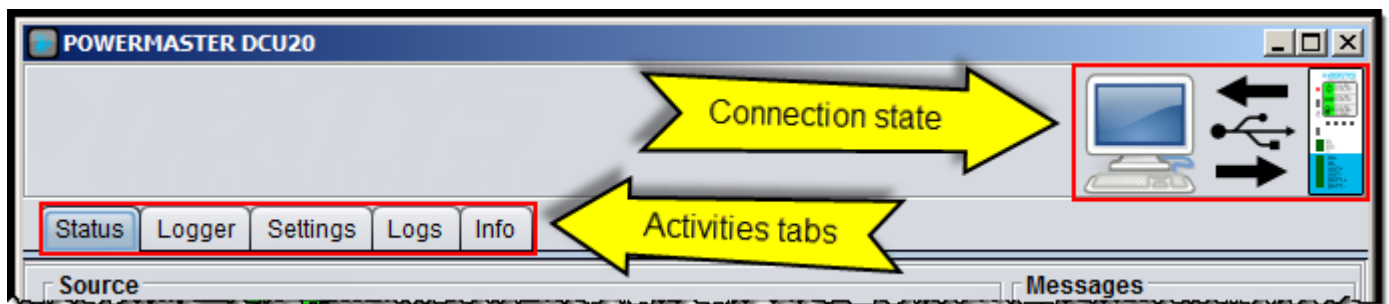 POWERMASTER DCU20
Connection state
Status Logger Settings Logs Info
Activities tabs
Source
Messages